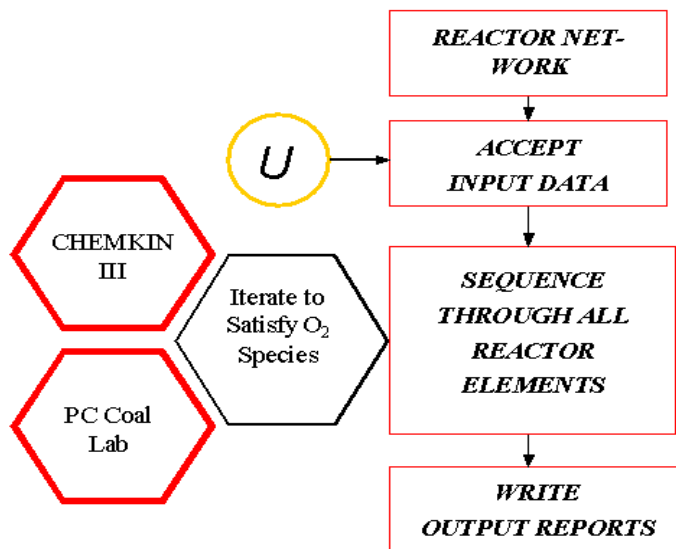 REACTOR NET-
WORK
U
ACCEPT
INPUT DATA
CHEMKIN
III
Iterate to
Satisfy O₂
Species
PC Coal
Lab
SEQUENCE
THROUGH ALL
REACTOR
ELEMENTS
WRITE
OUTPUT REPORTS